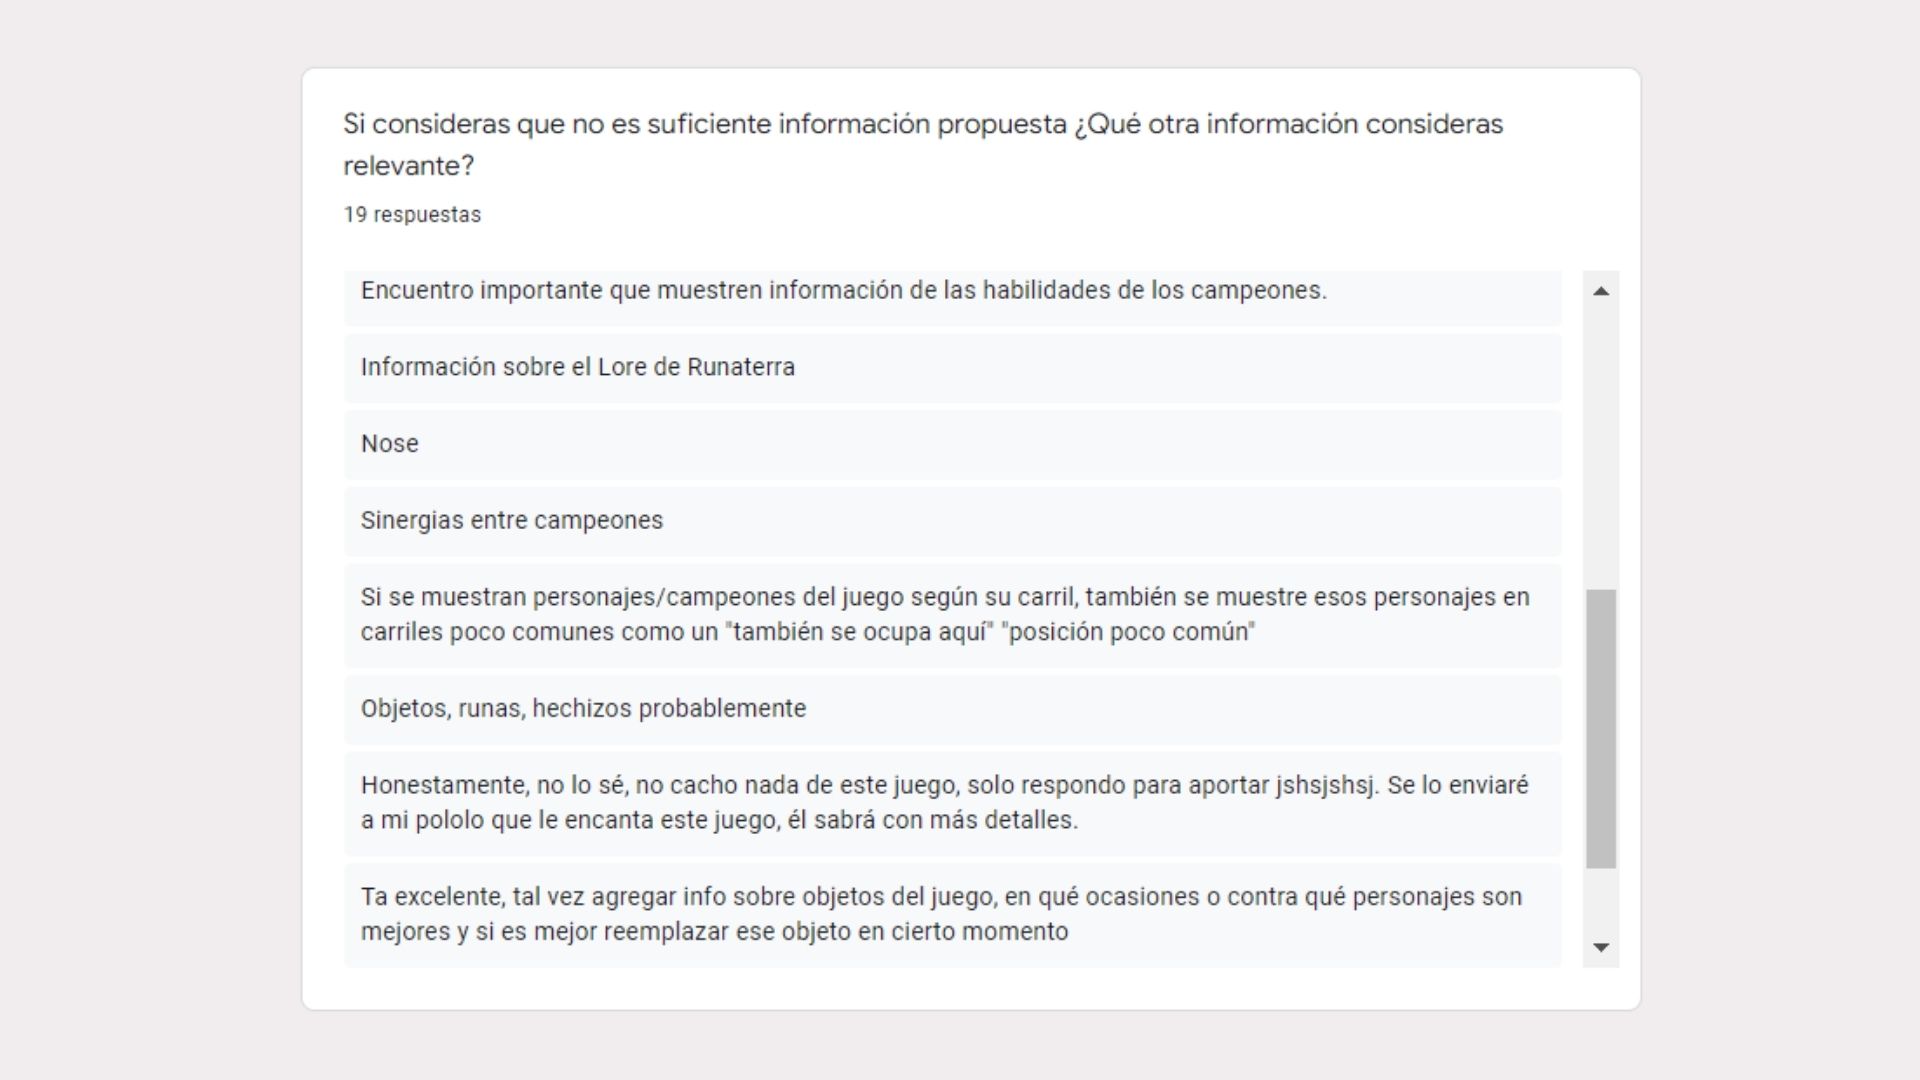 Si consideras que no es suficiente información propuesta ¿Qué otra información consideras
relevante?
19 respuestas
Encuentro importante que muestren información de las habilidades de los campeones.
Información sobre el Lore de Runaterra
Nose
Sinergias entre campeones
Si se muestran personajes/campeones del juego según su carril, también se muestre esos personajes en
carriles poco comunes como un "también se ocupa aquí" "posición poco común"
Objetos, runas, hechizos probablemente
Honestamente, no lo sé, no cacho nada de este juego, solo respondo para aportar jshsjshsj. Se lo enviaré
a mi pololo que le encanta este juego, él sabrá con más detalles.
Ta excelente, tal vez agregar info sobre objetos del juego, en qué ocasiones o contra qué personajes son
mejores y si es mejor reemplazar ese objeto en cierto momento